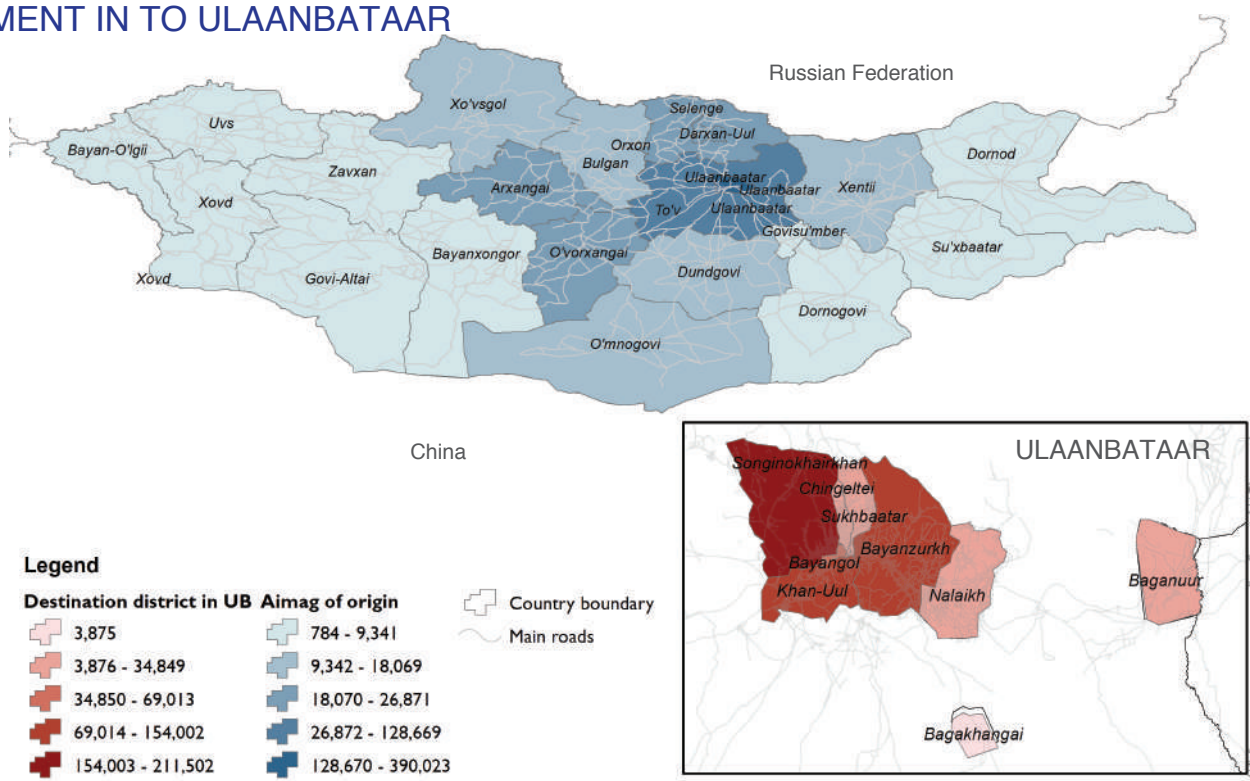 MENT IN TO ULAANBATAAR
Russian Federation
Xo'vsgol
Selenge
Uvs
Darxan-Uul
Bayan-O'lgii
Orxon
Dornod
Bulgan
Zavxan
Ulaanbaatar
Arxangai
Ulaanbaatar
Xentii
Xovd
To'v
Ulaanbaatar
Govisu'mber
Su'xbaatar
Bayanxongor
O'vorxangai
Dundgovi
Xovd
Govi-Altai
Dornogovi
O'mnogovi
China
ULAANBATAAR
Songinokhairkhan
Chingeltei
Sukhbaatar
Bayanzurkh
Bayangol
Khan-Uul
Nalaikh
Baganuur
Bagakhangai
Legend
Destination district in UB
3,875
3,876 - 34,849
34,850 - 69,013
69,014 - 154,002
154,003 - 211,502
Aimag of origin
784 - 9,341
9,342 - 18,069
18,070 - 26,871
26,872 - 128,669
128,670 - 390,023
Country boundary
Main roads